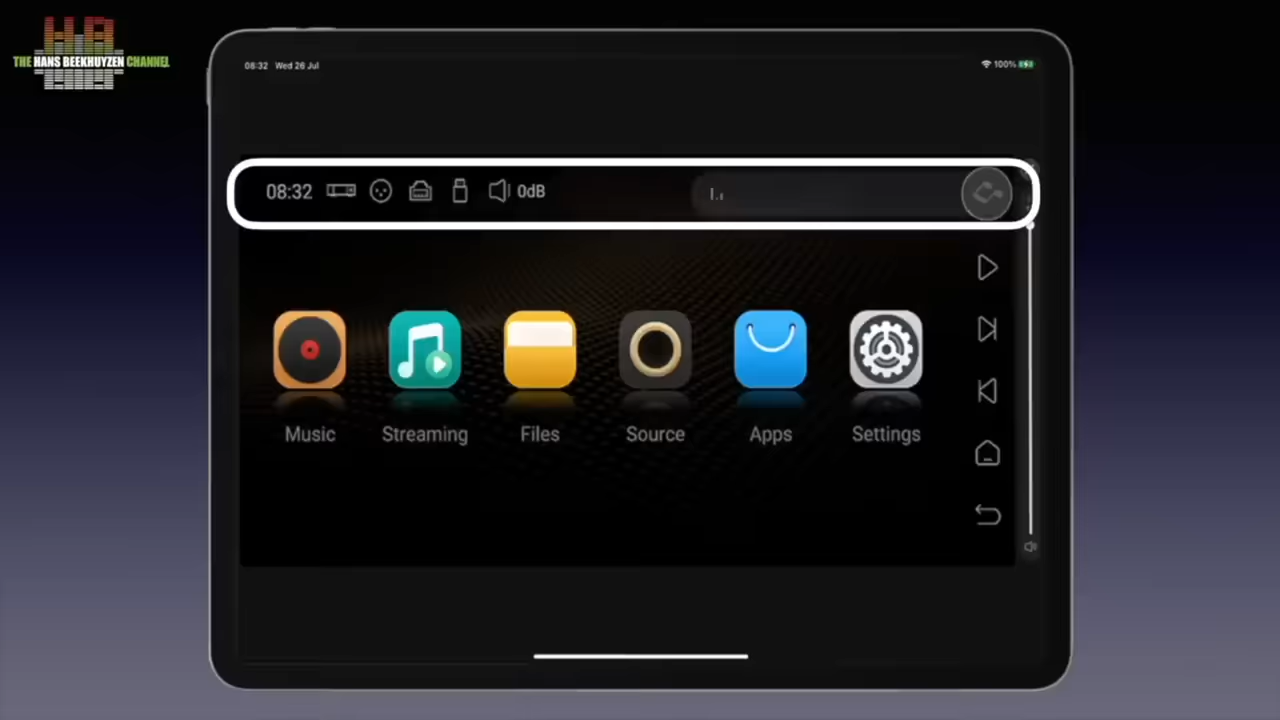 THE HANS BEEKHUYZEN CHANNEL
08:32 Wed 26 Jul
100%
08:32 0dB
Music Streaming Files Source Apps Settings